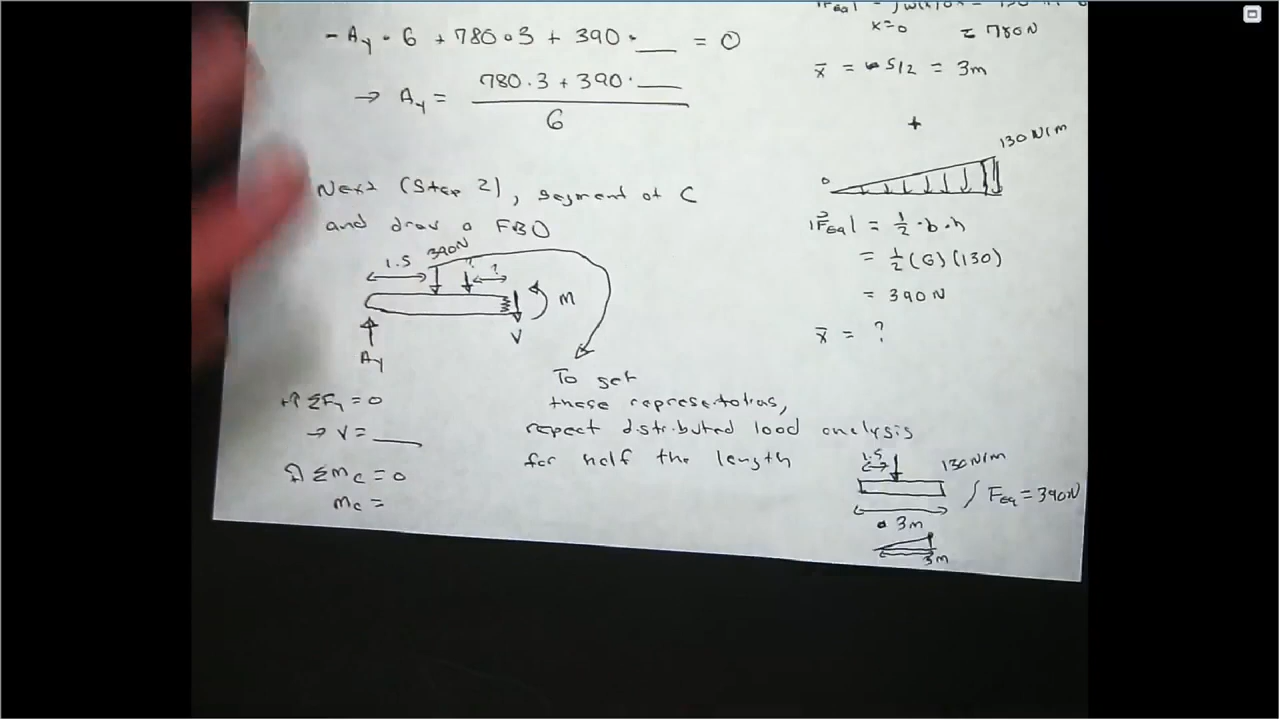 - Ay • 6 + 780 • 3 + 390 • ___ = 0
→ Ay = 780 . 3 + 390 . ___
6
Next (Step 2), segment at C
and draw a FBD
390N
1.5
?
?
M
V
Ay
+↑ ΣFy = 0
→ V = ____
ΣMc = 0
Mc =
To get
these representations,
repeat distributed load analysis
for half the length
x=0
= 780N
x̄ = 5/2 = 3m
+
130 N/m
0
|F⃗Eq| = 1/2 · b · h
= 1/2 (6) (130)
= 390 N
x̄ = ?
1.5
130N/m
FEq = 390N
3m
3m